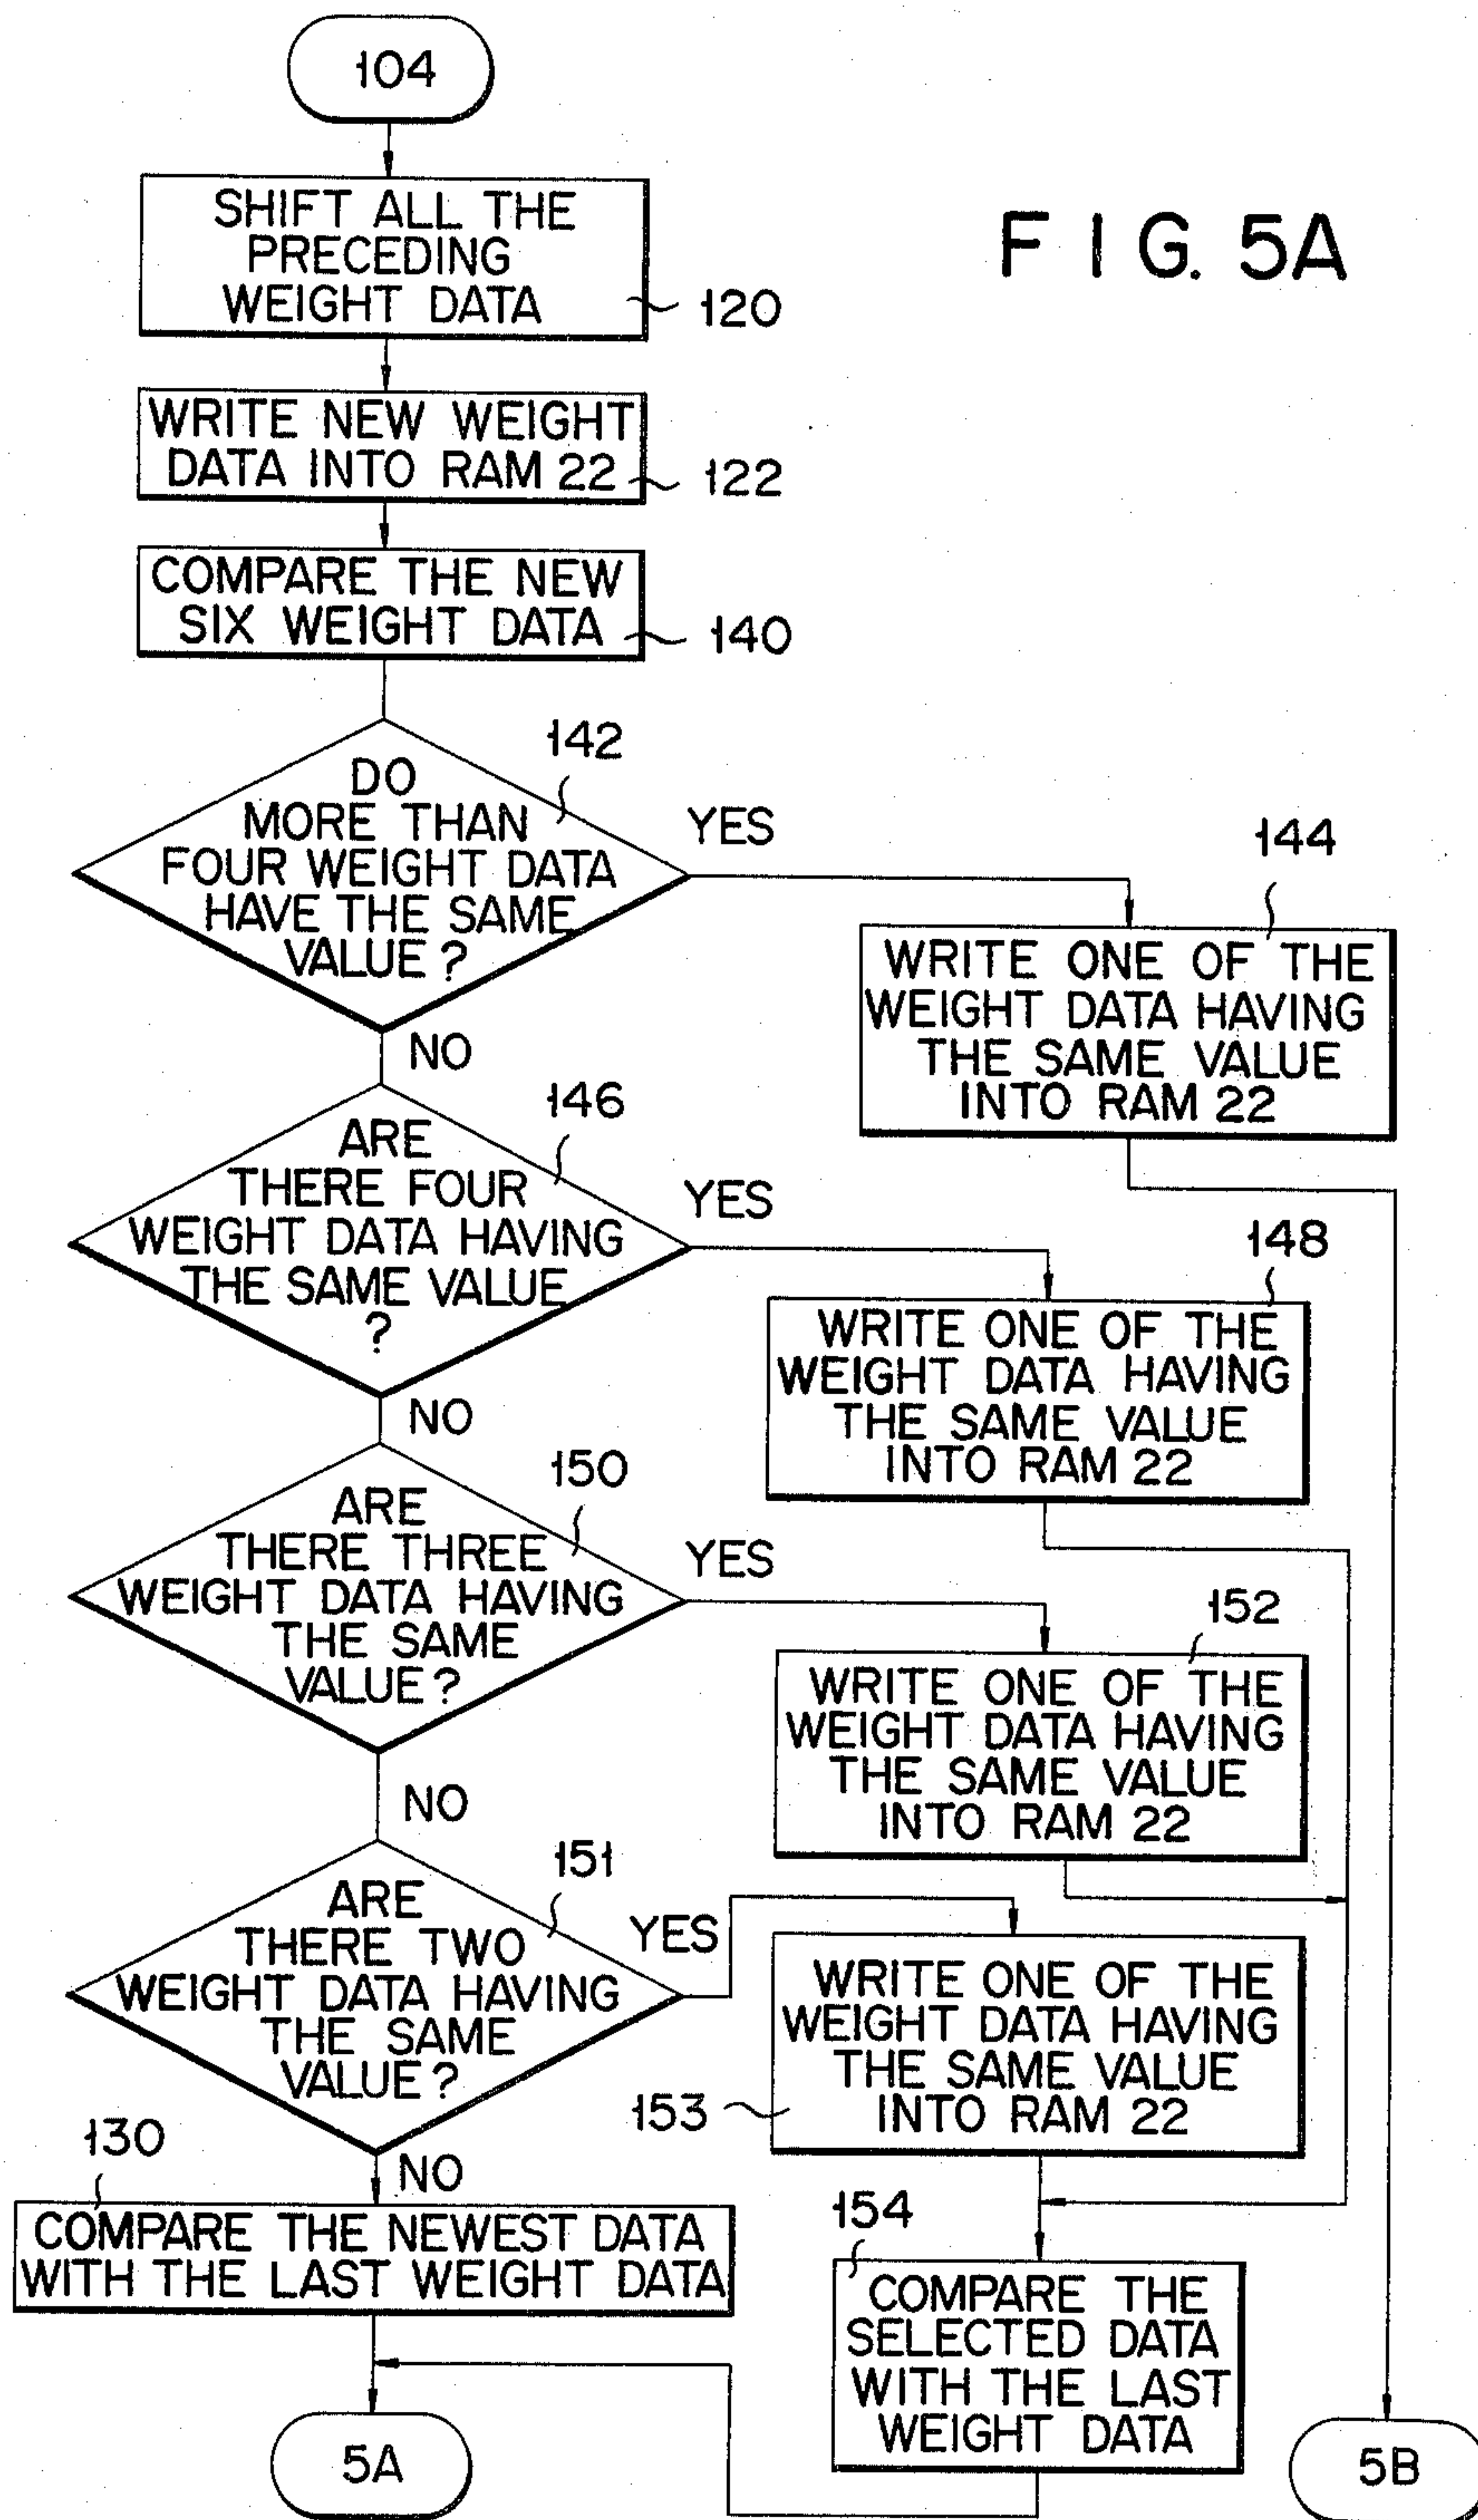 104
SHIFT ALL THE
PRECEDING
WEIGHT DATA
120
F I G. 5A
WRITE NEW WEIGHT
DATA INTO RAM 22
122
COMPARE THE NEW
SIX WEIGHT DATA
140
142
DO
MORE THAN
FOUR WEIGHT DATA
HAVE THE SAME
VALUE?
YES
NO
144
WRITE ONE OF THE
WEIGHT DATA HAVING
THE SAME VALUE
INTO RAM 22
146
ARE
THERE FOUR
WEIGHT DATA HAVING
THE SAME VALUE
?
YES
NO
148
WRITE ONE OF THE
WEIGHT DATA HAVING
THE SAME VALUE
INTO RAM 22
150
ARE
THERE THREE
WEIGHT DATA HAVING
THE SAME
VALUE?
YES
NO
152
WRITE ONE OF THE
WEIGHT DATA HAVING
THE SAME VALUE
INTO RAM 22
151
ARE
THERE TWO
WEIGHT DATA HAVING
THE SAME
VALUE?
YES
NO
WRITE ONE OF THE
WEIGHT DATA HAVING
THE SAME VALUE
INTO RAM 22
153
130
COMPARE THE NEWEST DATA
WITH THE LAST WEIGHT DATA
154
COMPARE THE
SELECTED DATA
WITH THE LAST
WEIGHT DATA
5A
5B